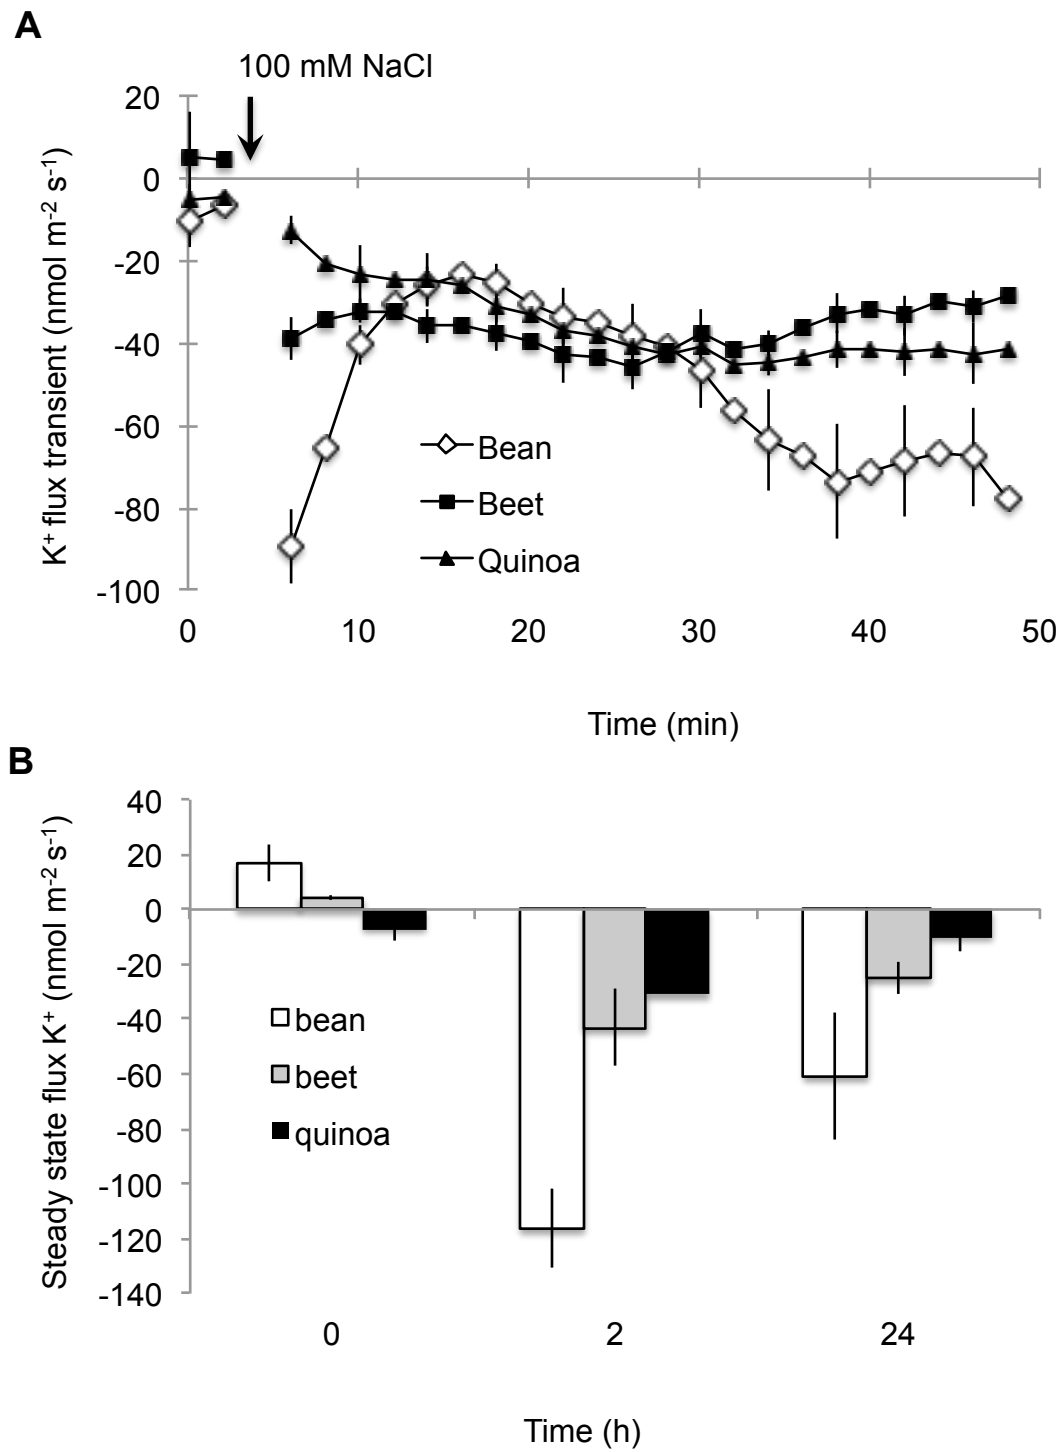 A
100 mM NaCl
K⁺ flux transient (nmol m⁻² s⁻¹)
20
0
-20
-40
-60
-80
-100
Bean
Beet
Quinoa
0 10 20 30 40 50
Time (min)
B
Steady state flux K⁺ (nmol m⁻² s⁻¹)
40
20
0
-20
-40
-60
-80
-100
-120
-140
bean
beet
quinoa
0 2 24
Time (h)